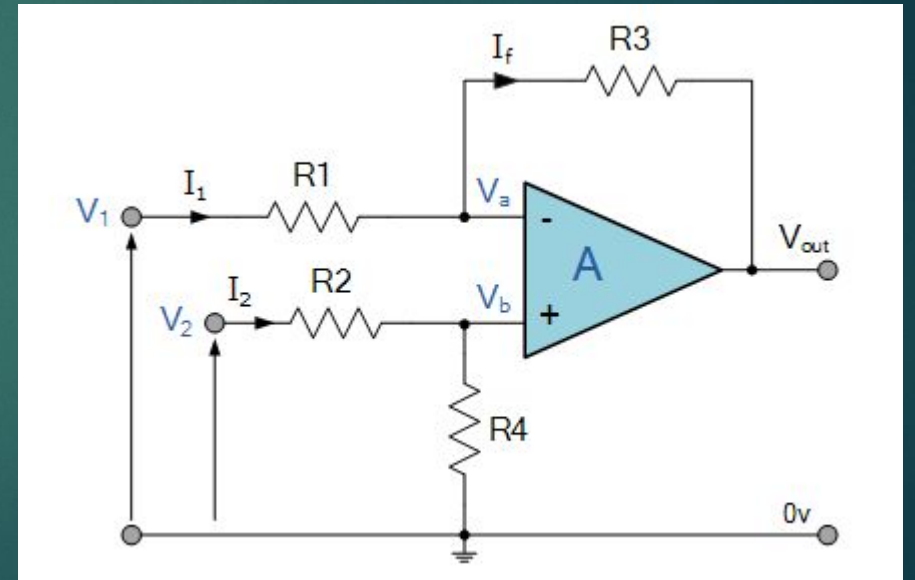 I₁
R1
V₁
If
R3
Va
-
A
Vout
I₂
R2
V₂
Vb
+
R4
0v